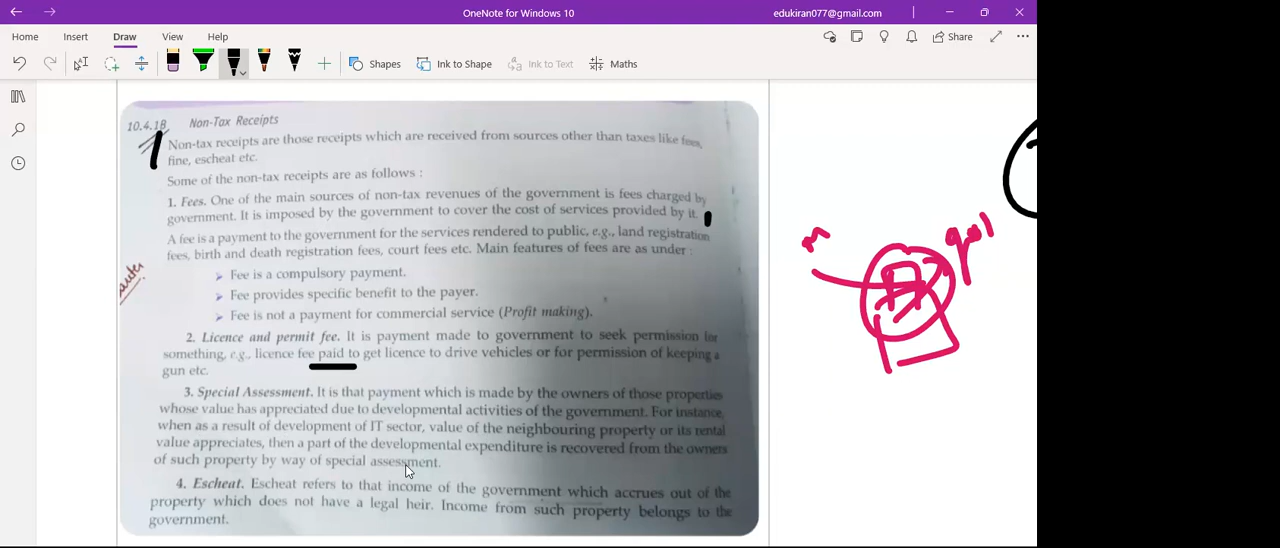 OneNote for Windows 10
edukiran077@gmail.com
Home Insert Draw View Help
Share
Shapes Ink to Shape Ink to Text Maths
10.4.1B Non-Tax Receipts
Non-tax receipts are those receipts which are received from sources other than taxes like fees,
fine, escheat etc.
Some of the non-tax receipts are as follows :
1. Fees. One of the main sources of non-tax revenues of the government is fees charged by
government. It is imposed by the government to cover the cost of services provided by it.
A fee is a payment to the government for the services rendered to public, e.g., land registration
fees, birth and death registration fees, court fees etc. Main features of fees are as under :
➢ Fee is a compulsory payment.
➢ Fee provides specific benefit to the payer.
➢ Fee is not a payment for commercial service (Profit making).
2. Licence and permit fee. It is payment made to government to seek permission for
something, e.g., licence fee paid to get licence to drive vehicles or for permission of keeping a
gun etc.
3. Special Assessment. It is that payment which is made by the owners of those properties
whose value has appreciated due to developmental activities of the government. For instance,
when as a result of development of IT sector, value of the neighbouring property or its rental
value appreciates, then a part of the developmental expenditure is recovered from the owners
of such property by way of special assessment.
4. Escheat. Escheat refers to that income of the government which accrues out of the
property which does not have a legal heir. Income from such property belongs to the
government.